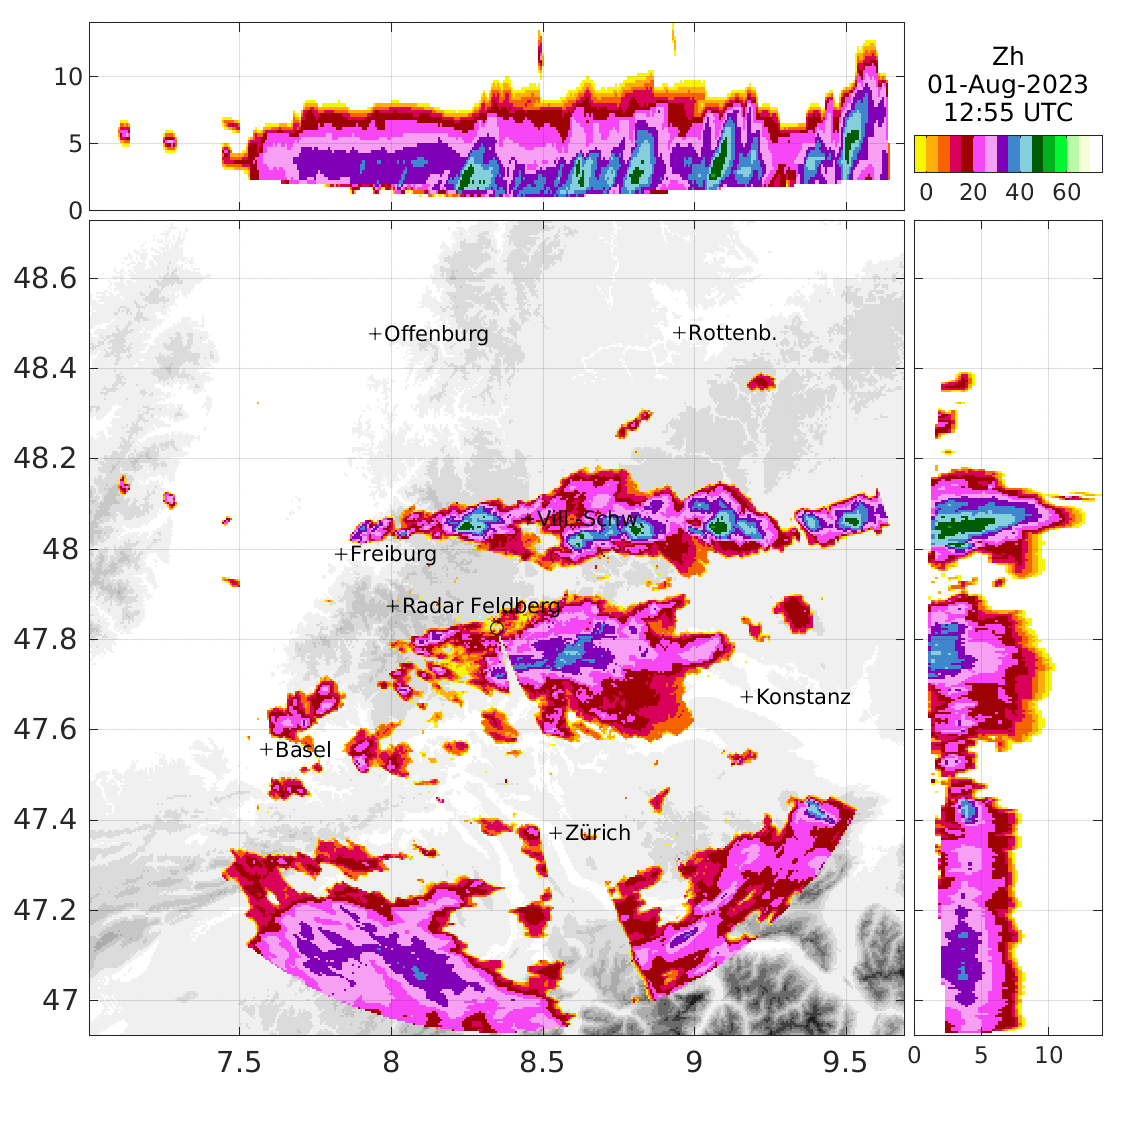 Zh
01-Aug-2023
12:55 UTC
0 20 40 60
10
5
0
48.6
48.4
48.2
48
47.8
47.6
47.4
47.2
47
+Offenburg
+Rottenb.
+Vill.-Schw.
+Freiburg
+Radar Feldberg
+Konstanz
+Basel
+Zürich
7.5 8 8.5 9 9.5
0 5 10